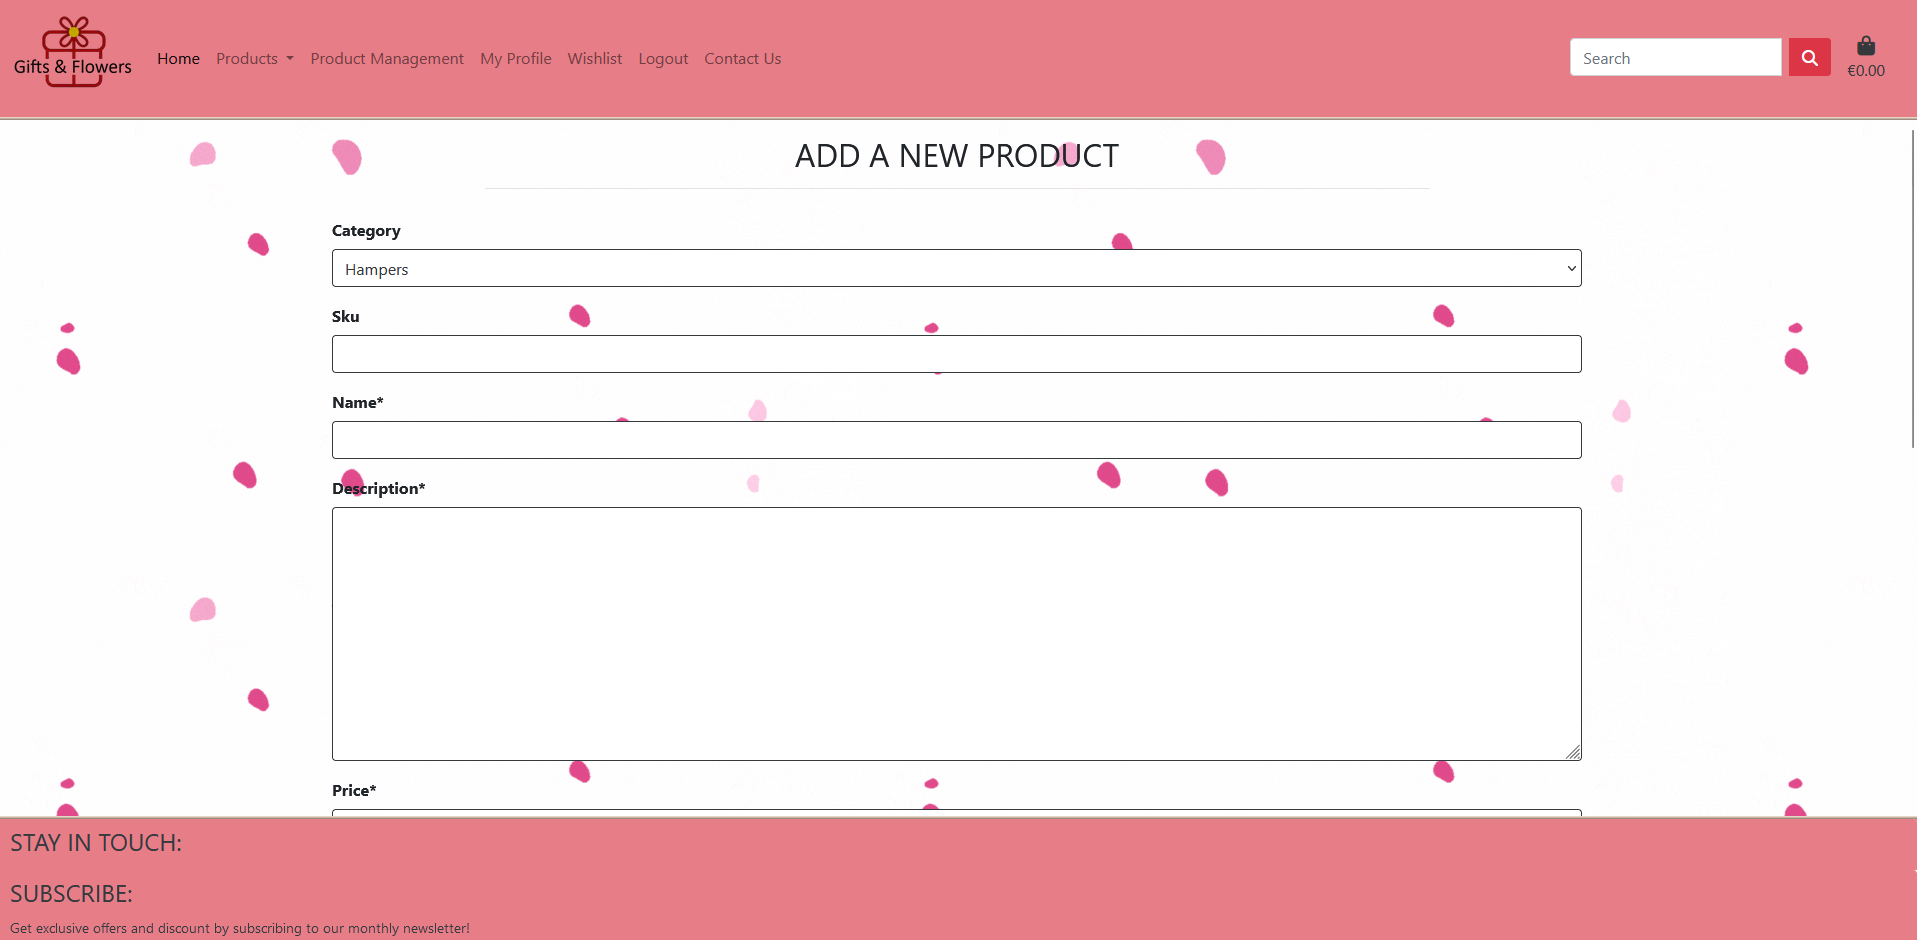 Gifts & Flowers
Home Products Product Management My Profile Wishlist Logout Contact Us
Search
€0.00
ADD A NEW PRODUCT
Category
Hampers
Sku
Name*
Description*
Price*
STAY IN TOUCH:
SUBSCRIBE:
Get exclusive offers and discount by subscribing to our monthly newsletter!